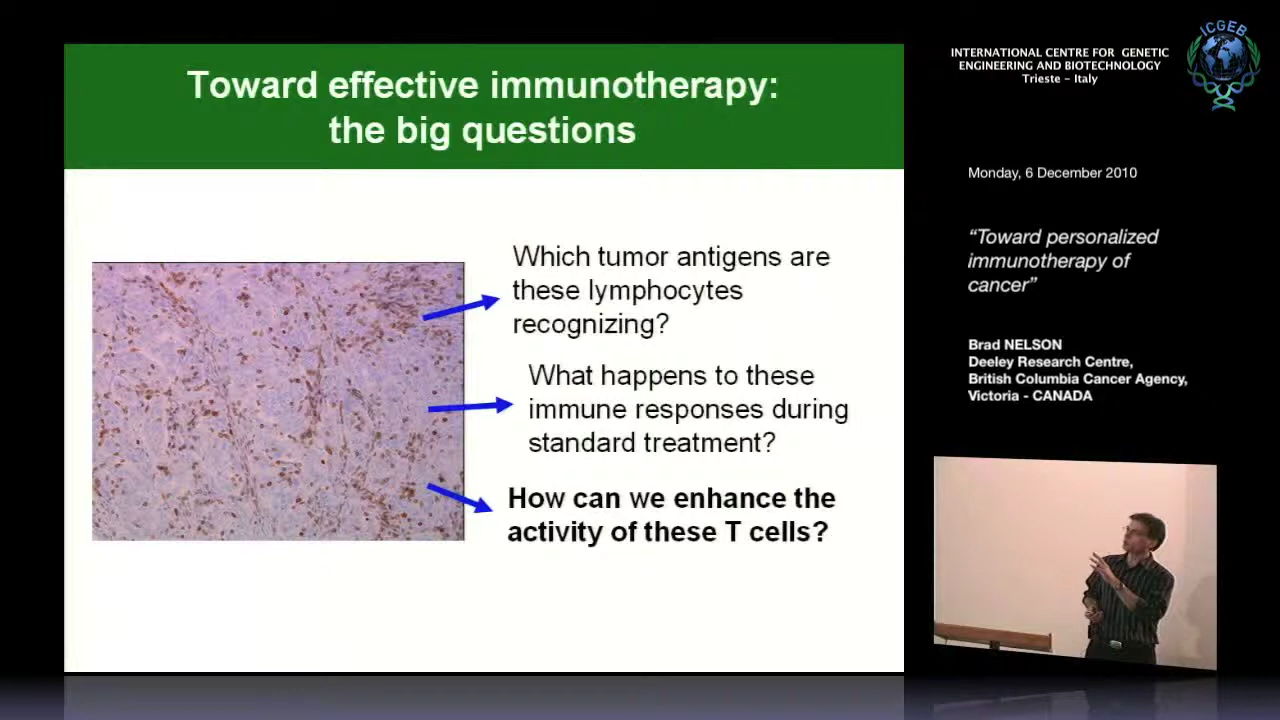 Toward effective immunotherapy:
the big questions
Which tumor antigens are
these lymphocytes
recognizing?
What happens to these
immune responses during
standard treatment?
How can we enhance the
activity of these T cells?
ICGEB
INTERNATIONAL CENTRE FOR GENETIC
ENGINEERING AND BIOTECHNOLOGY
Trieste - Italy
Monday, 6 December 2010
“Toward personalized
immunotherapy of
cancer”
Brad NELSON
Deeley Research Centre,
British Columbia Cancer Agency,
Victoria - CANADA